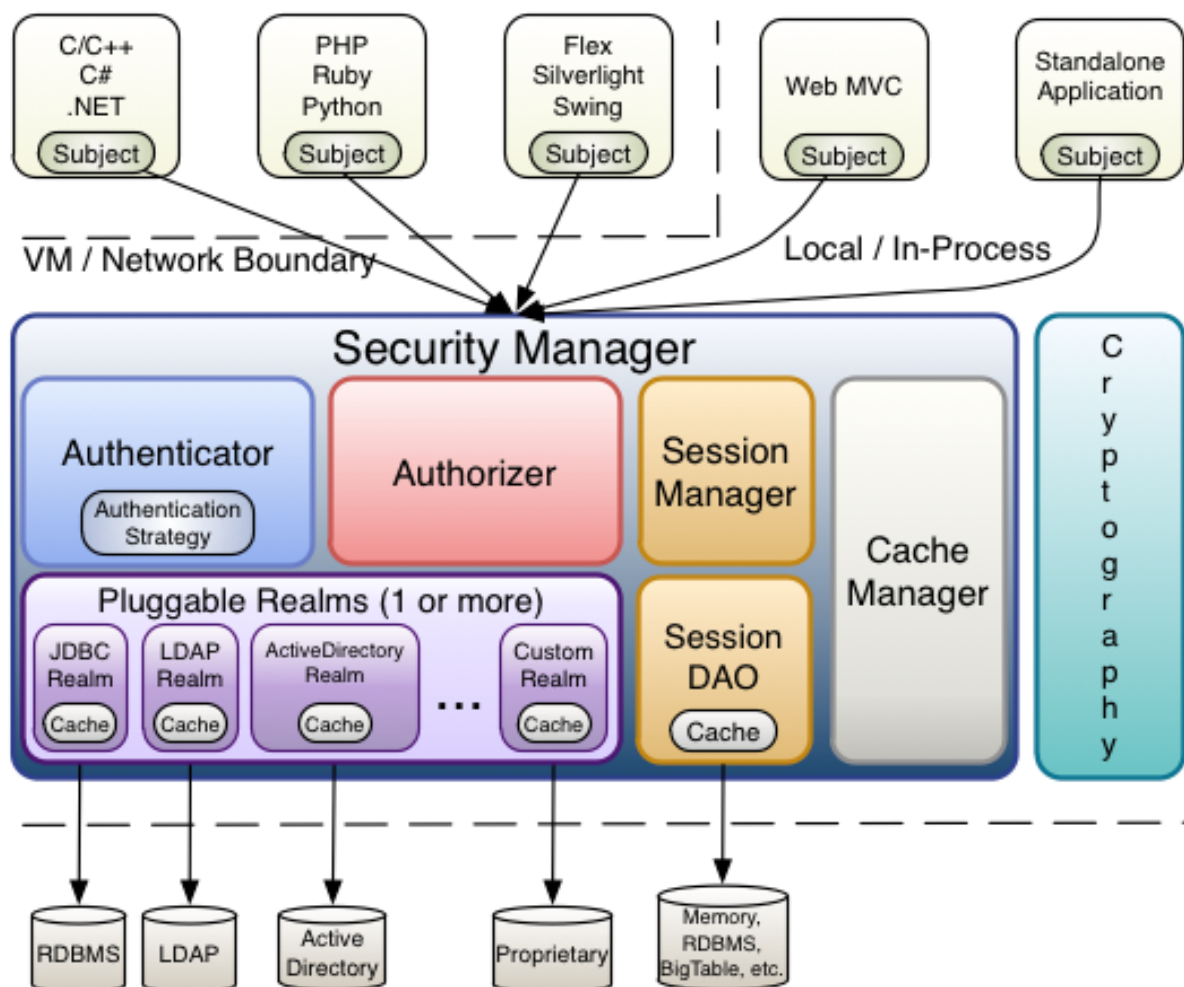 C/C++
C#
.NET
Subject
PHP
Ruby
Python
Subject
Flex
Silverlight
Swing
Subject
Web MVC
Subject
Standalone
Application
Subject
VM / Network Boundary
Local / In-Process
Security Manager
Authenticator
Authentication
Strategy
Authorizer
Session
Manager
Cache
Manager
Pluggable Realms (1 or more)
JDBC
Realm
Cache
LDAP
Realm
Cache
ActiveDirectory
Realm
Cache
...
Custom
Realm
Cache
Session
DAO
Cache
C
r
y
p
t
o
g
r
a
p
h
y
RDBMS
LDAP
Active
Directory
Proprietary
Memory,
RDBMS,
BigTable, etc.